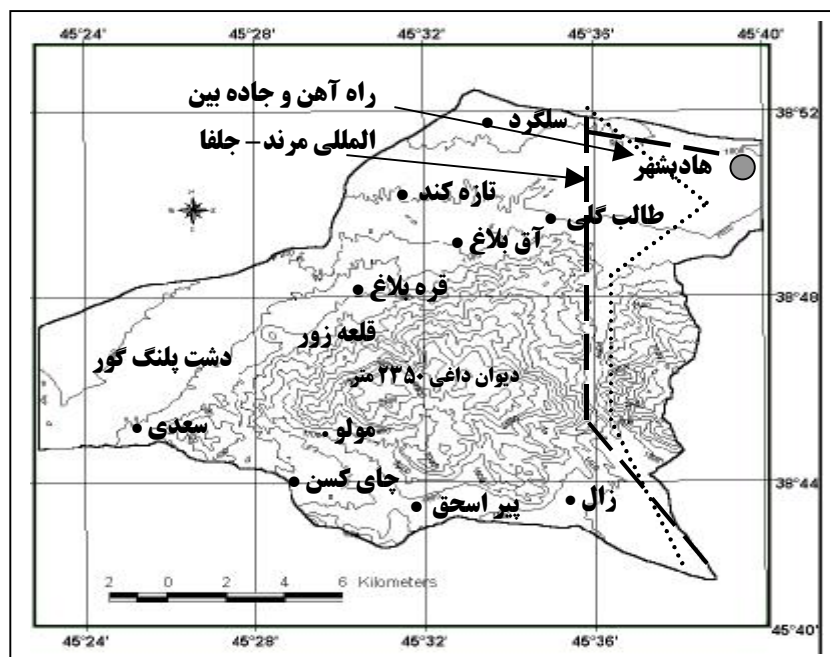 45°24' 45°28' 45°32' 45°36' 45°40'
38°52'
راه آهن و جاده بین
المللی مرند – جلفا
سلگرد
هادیشهر
تازه کند
طالب گلی
آق بلاغ
38°48'
قره بلاغ
قلعه زور
دشت پلنگ گور
دیوان داغی ۲۳۵۰ متر
سعدی
مولو
38°44'
چای کسن
پیر اسحق
زال
2 0 2 4 6 Kilometers
45°40'
45°24' 45°28' 45°32' 45°36'